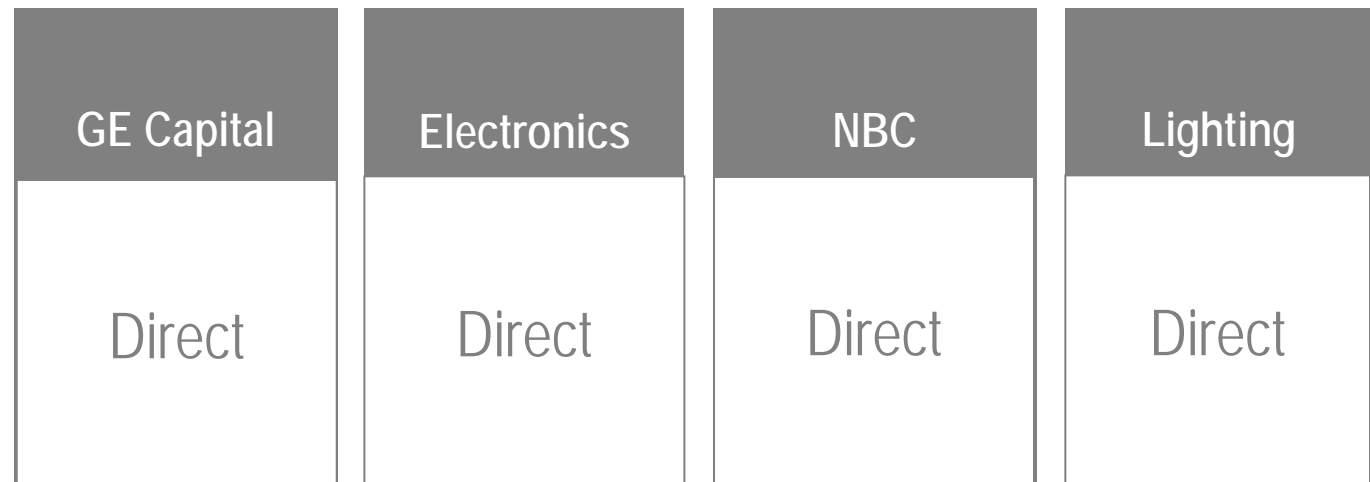 GE Capital
Electronics
NBC
Lighting
Direct
Direct
Direct
Direct